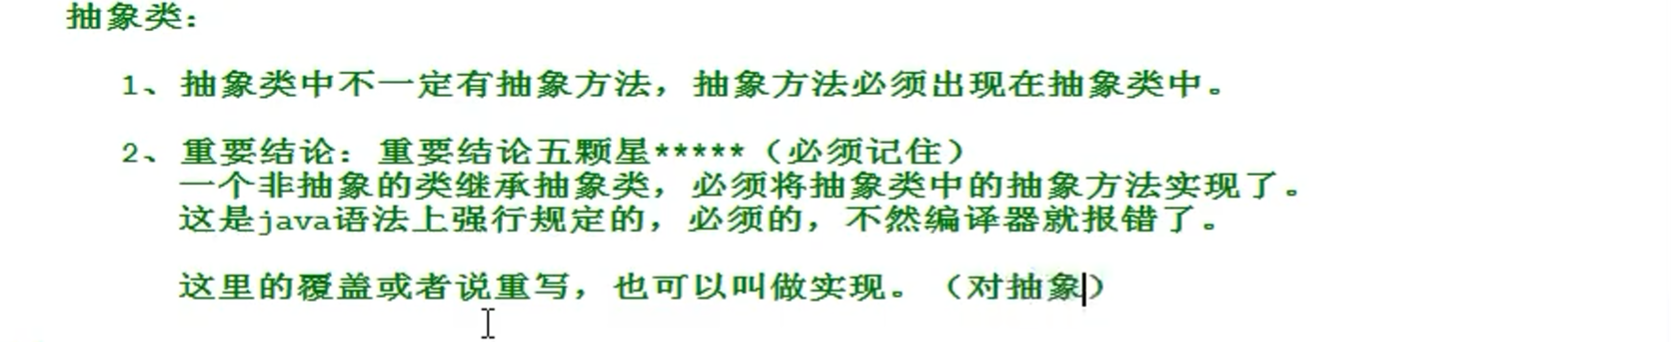 抽象类：
1、抽象类中不一定有抽象方法，抽象方法必须出现在抽象类中。
2、重要结论：重要结论五颗星*****（必须记住）
一个非抽象的类继承抽象类，必须将抽象类中的抽象方法实现了。
这是java语法上强行规定的，必须的，不然编译器就报错了。
这里的覆盖或者说重写，也可以叫做实现。（对抽象）